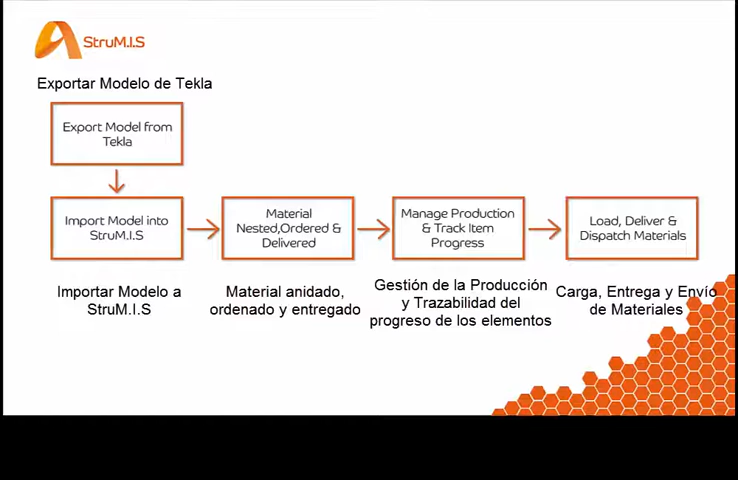 StruM.I.S
Exportar Modelo de Tekla
Export Model from
Tekla
Import Model into
StruM.I.S
Material
Nested,Ordered &
Delivered
Manage Production
& Track Item
Progress
Load, Deliver &
Dispatch Materials
Importar Modelo a
StruM.I.S
Material anidado,
ordenado y entregado
Gestión de la Producción
y Trazabilidad del
progreso de los elementos
Carga, Entrega y Envío
de Materiales